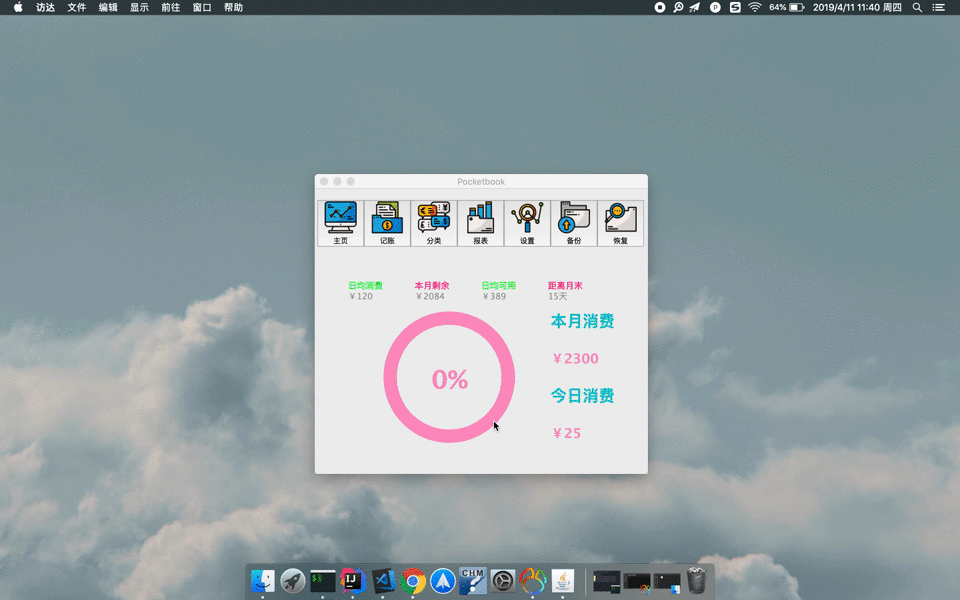 访达 文件 编辑 显示 前往 窗口 帮助 64% 2019/4/11 11:40 周四
Pocketbook
主页 记账 分类 报表 设置 备份 恢复
日均消费 本月剩余 日均可用 距离月末
¥120 ¥2084 ¥389 15天
本月消费
¥2300
0%
今日消费
¥25
CHM
IJ